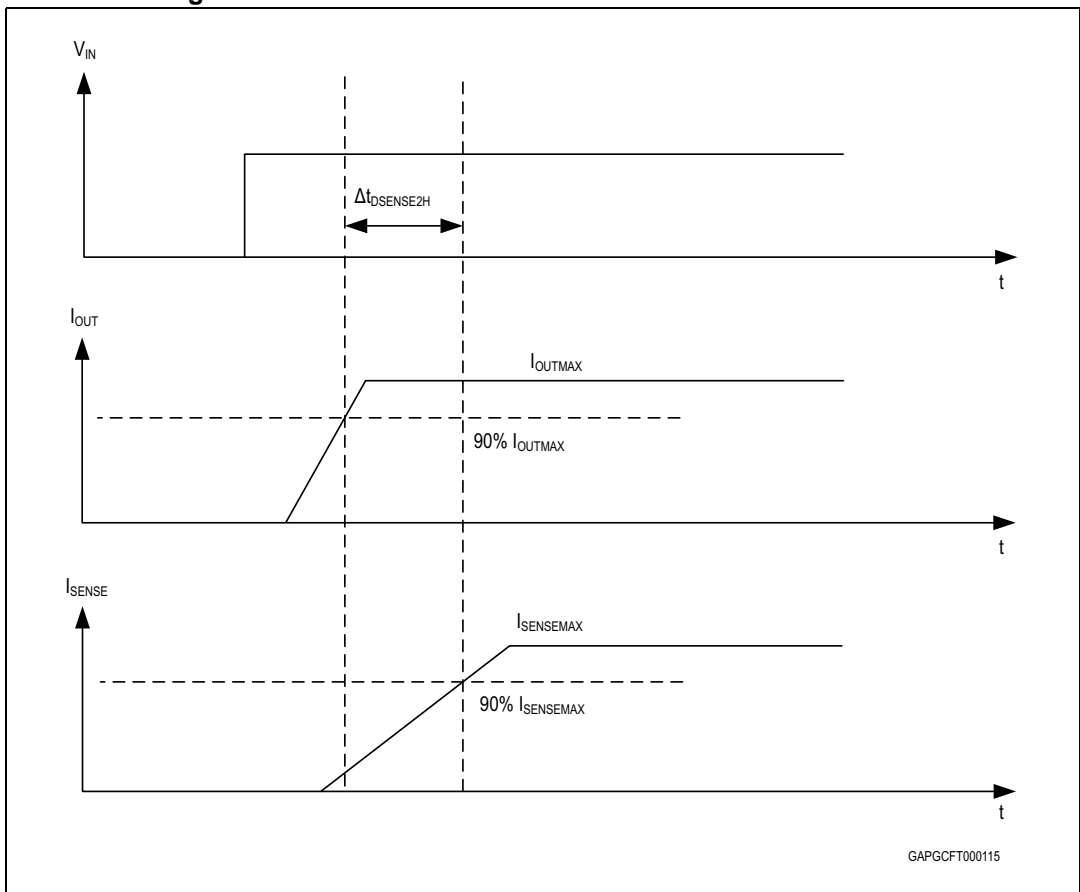 V_IN
Δt_DSENSE2H
t
I_OUT
I_OUTMAX
90% I_OUTMAX
t
I_SENSE
I_SENSEMAX
90% I_SENSEMAX
t
GAPGCFT000115